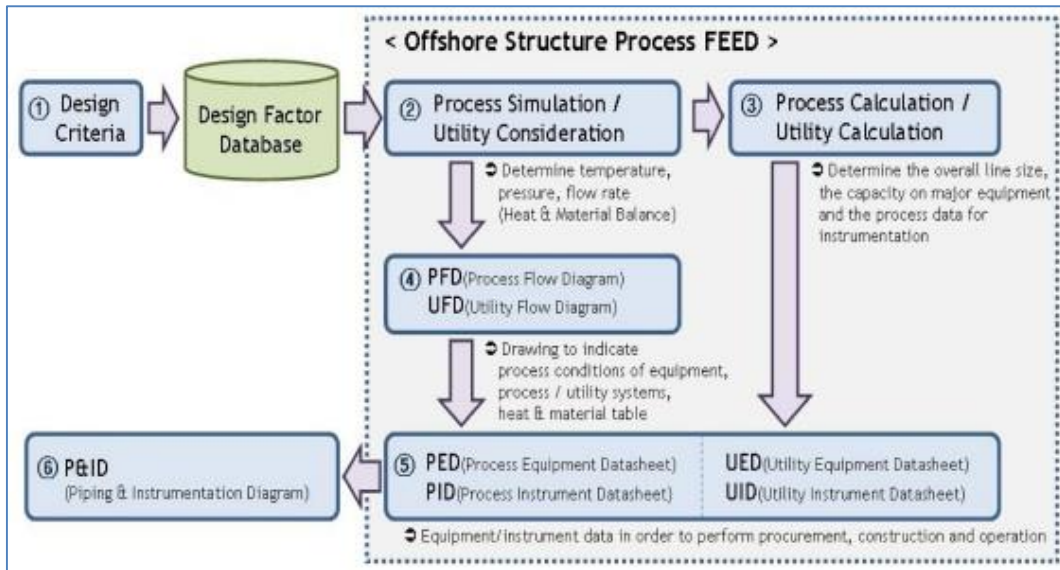 < Offshore Structure Process FEED >
① Design
Criteria
Design Factor
Database
② Process Simulation /
Utility Consideration
③ Process Calculation /
Utility Calculation
➲ Determine temperature,
pressure, flow rate
(Heat & Material Balance)
➲ Determine the overall line size,
the capacity on major equipment
and the process data for
instrumentation
④ PFD(Process Flow Diagram)
UFD(Utility Flow Diagram)
➲ Drawing to indicate
process conditions of equipment,
process / utility systems,
heat & material table
⑤ PED(Process Equipment Datasheet)
PID(Process Instrument Datasheet)
UED(Utility Equipment Datasheet)
UID(Utility Instrument Datasheet)
➲ Equipment/instrument data in order to perform procurement, construction and operation
⑥ P&ID
(Piping & Instrumentation Diagram)